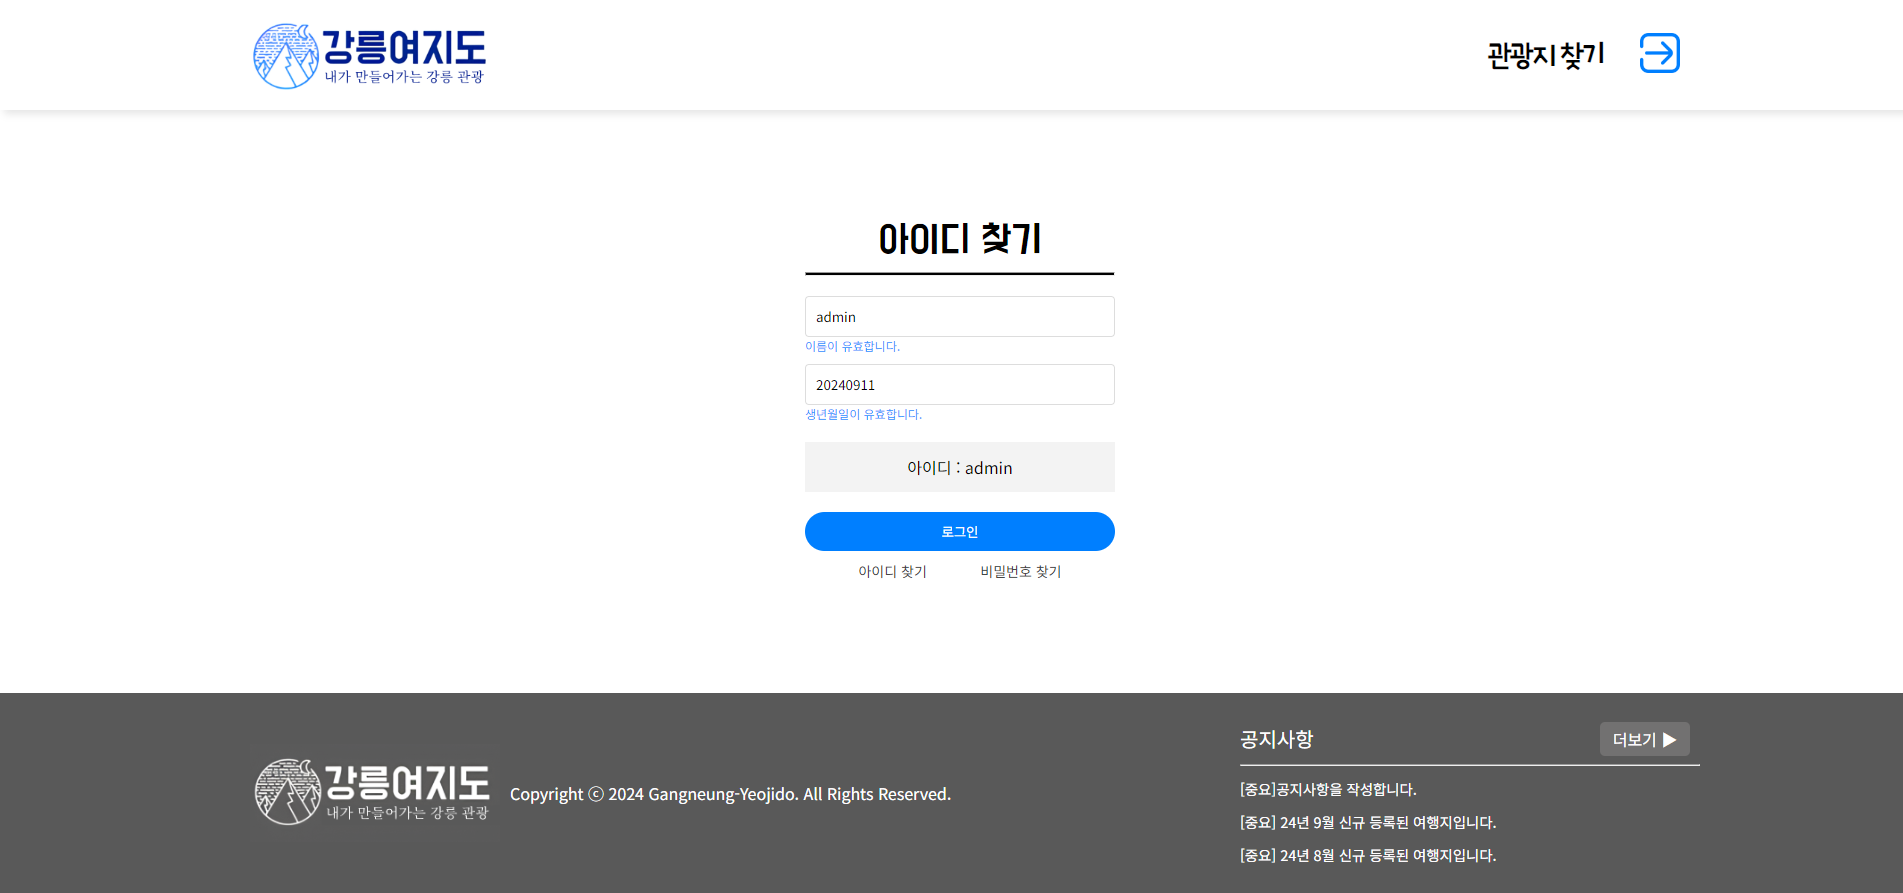 강릉여지도
내가 만들어가는 강릉 관광
관광지 찾기
아이디 찾기
admin
이름이 유효합니다.
20240911
생년월일이 유효합니다.
아이디 : admin
로그인
아이디 찾기 비밀번호 찾기
강릉여지도
내가 만들어가는 강릉 관광
Copyright ⓒ 2024 Gangneung-Yeojido. All Rights Reserved.
공지사항
더보기 ▶
[중요]공지사항을 작성합니다.
[중요] 24년 9월 신규 등록된 여행지입니다.
[중요] 24년 8월 신규 등록된 여행지입니다.